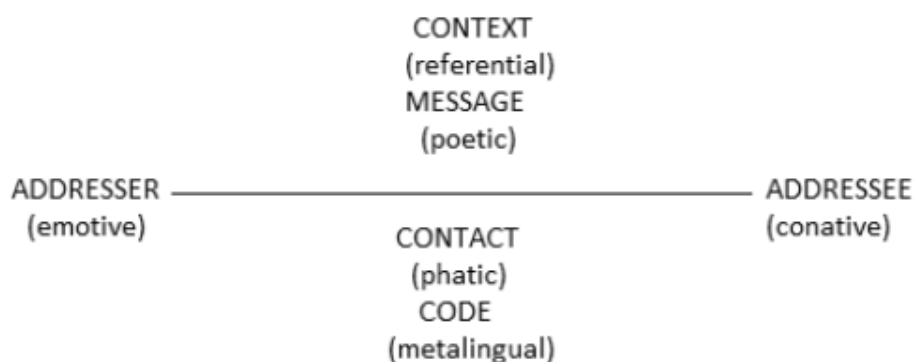 CONTEXT
(referential)
MESSAGE
(poetic)
ADDRESSER
(emotive)
ADDRESSEE
(conative)
CONTACT
(phatic)
CODE
(metalingual)